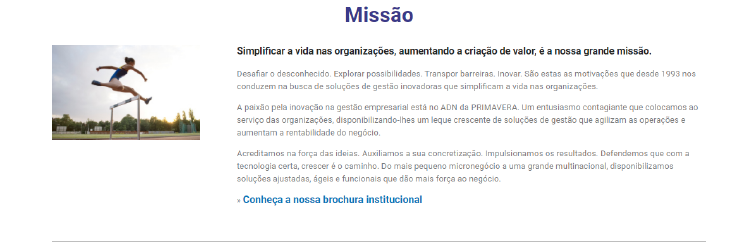 Missão
Simplificar a vida nas organizações, aumentando a criação de valor, é a nossa grande missão.
Desafiar o desconhecido. Explorar possibilidades. Transpor barreiras. Inovar. São estas as motivações que desde 1993 nos
conduzem na busca de soluções de gestão inovadoras que simplificam a vida nas organizações.
A paixão pela inovação na gestão empresarial está no ADN da PRIMAVERA. Um entusiasmo contagiante que colocamos ao
serviço das organizações, disponibilizando-lhes um leque crescente de soluções de gestão que agilizam as operações e
aumentam a rentabilidade do negócio.
Acreditamos na força das ideias. Auxiliamos a sua concretização. Impulsionamos os resultados. Defendemos que com a
tecnologia certa, crescer é o caminho. Do mais pequeno micronegócio a uma grande multinacional, disponibilizamos
soluções ajustadas, ágeis e funcionais que dão mais força ao negócio.
» Conheça a nossa brochura institucional